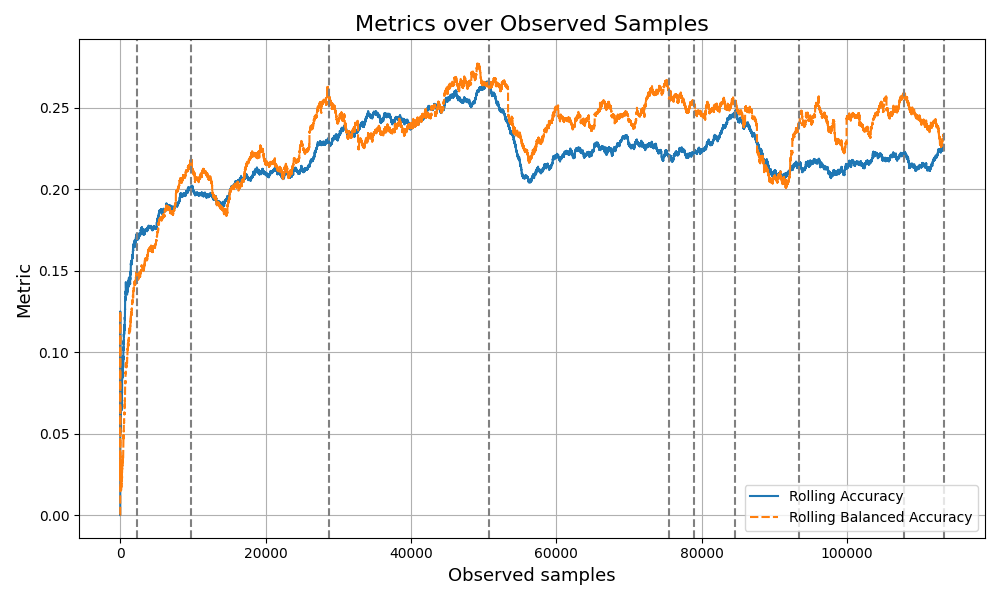 Metrics over Observed Samples
Metric
0.25
0.20
0.15
0.10
0.05
0.00
0
20000
40000
60000
80000
100000
Observed samples
Rolling Accuracy
Rolling Balanced Accuracy